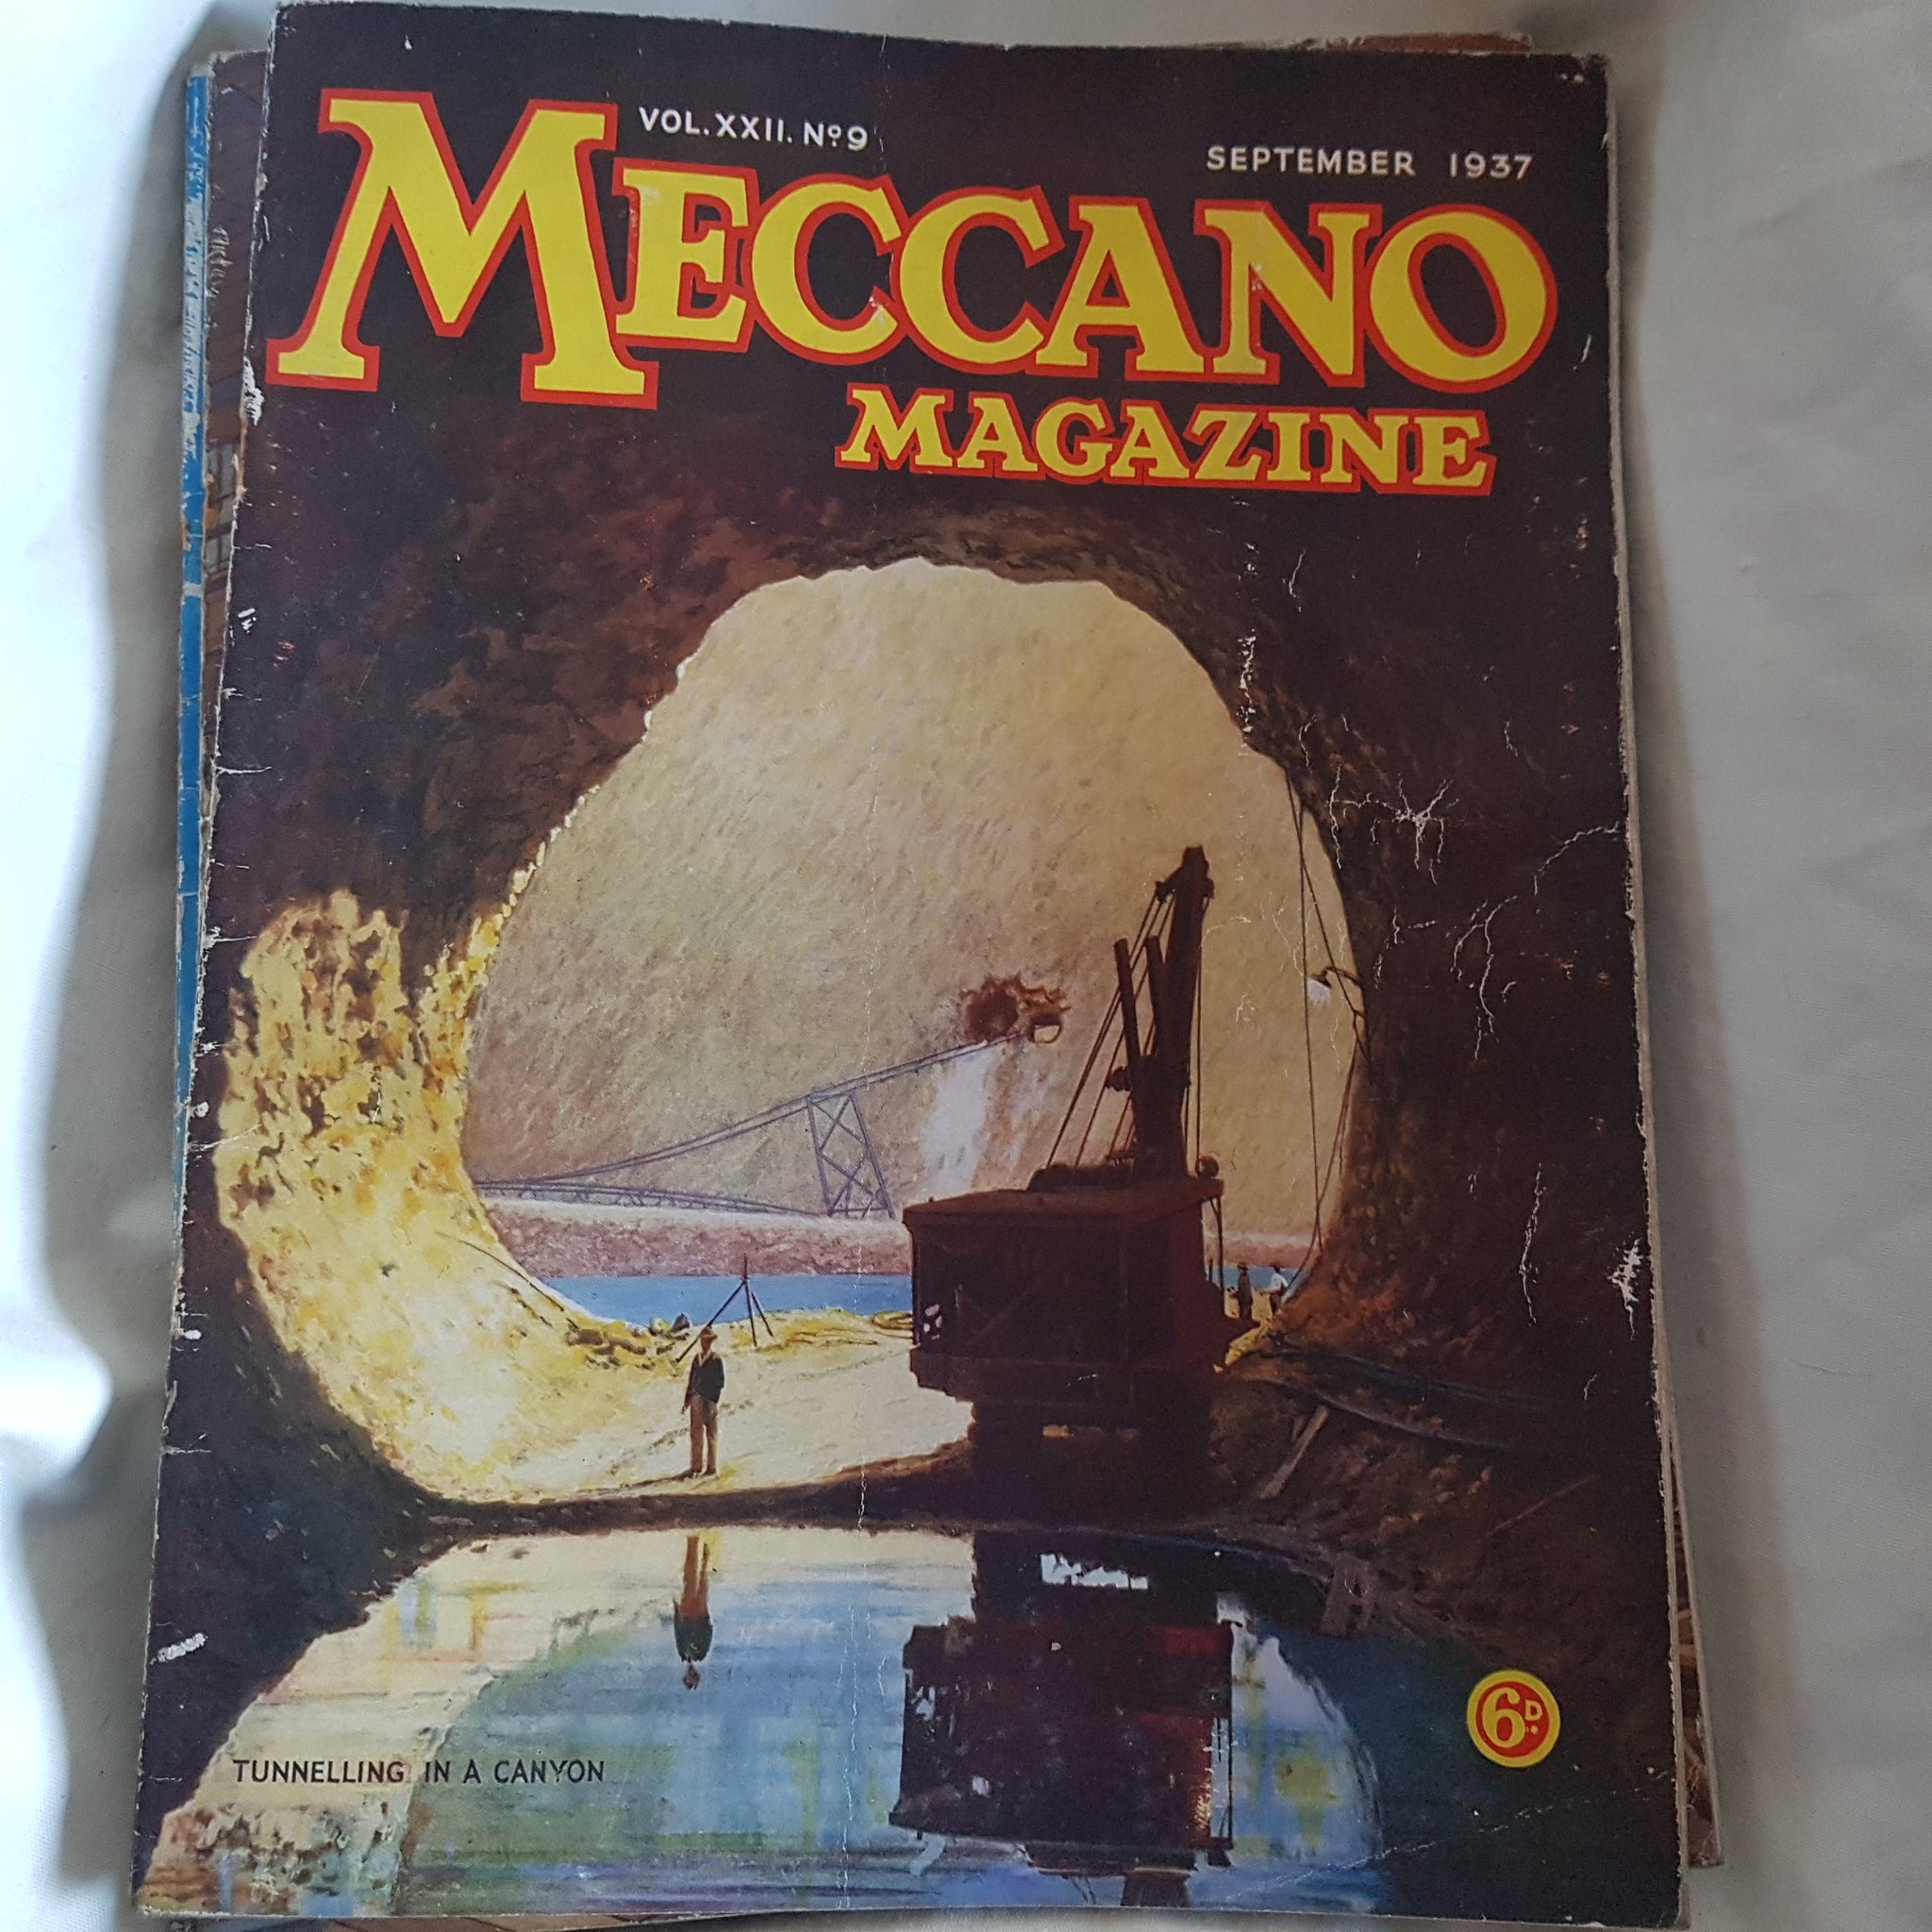 VOL. XXII. Nº 9
SEPTEMBER 1937
MECCANO
MAGAZINE
6D.
TUNNELLING IN A CANYON